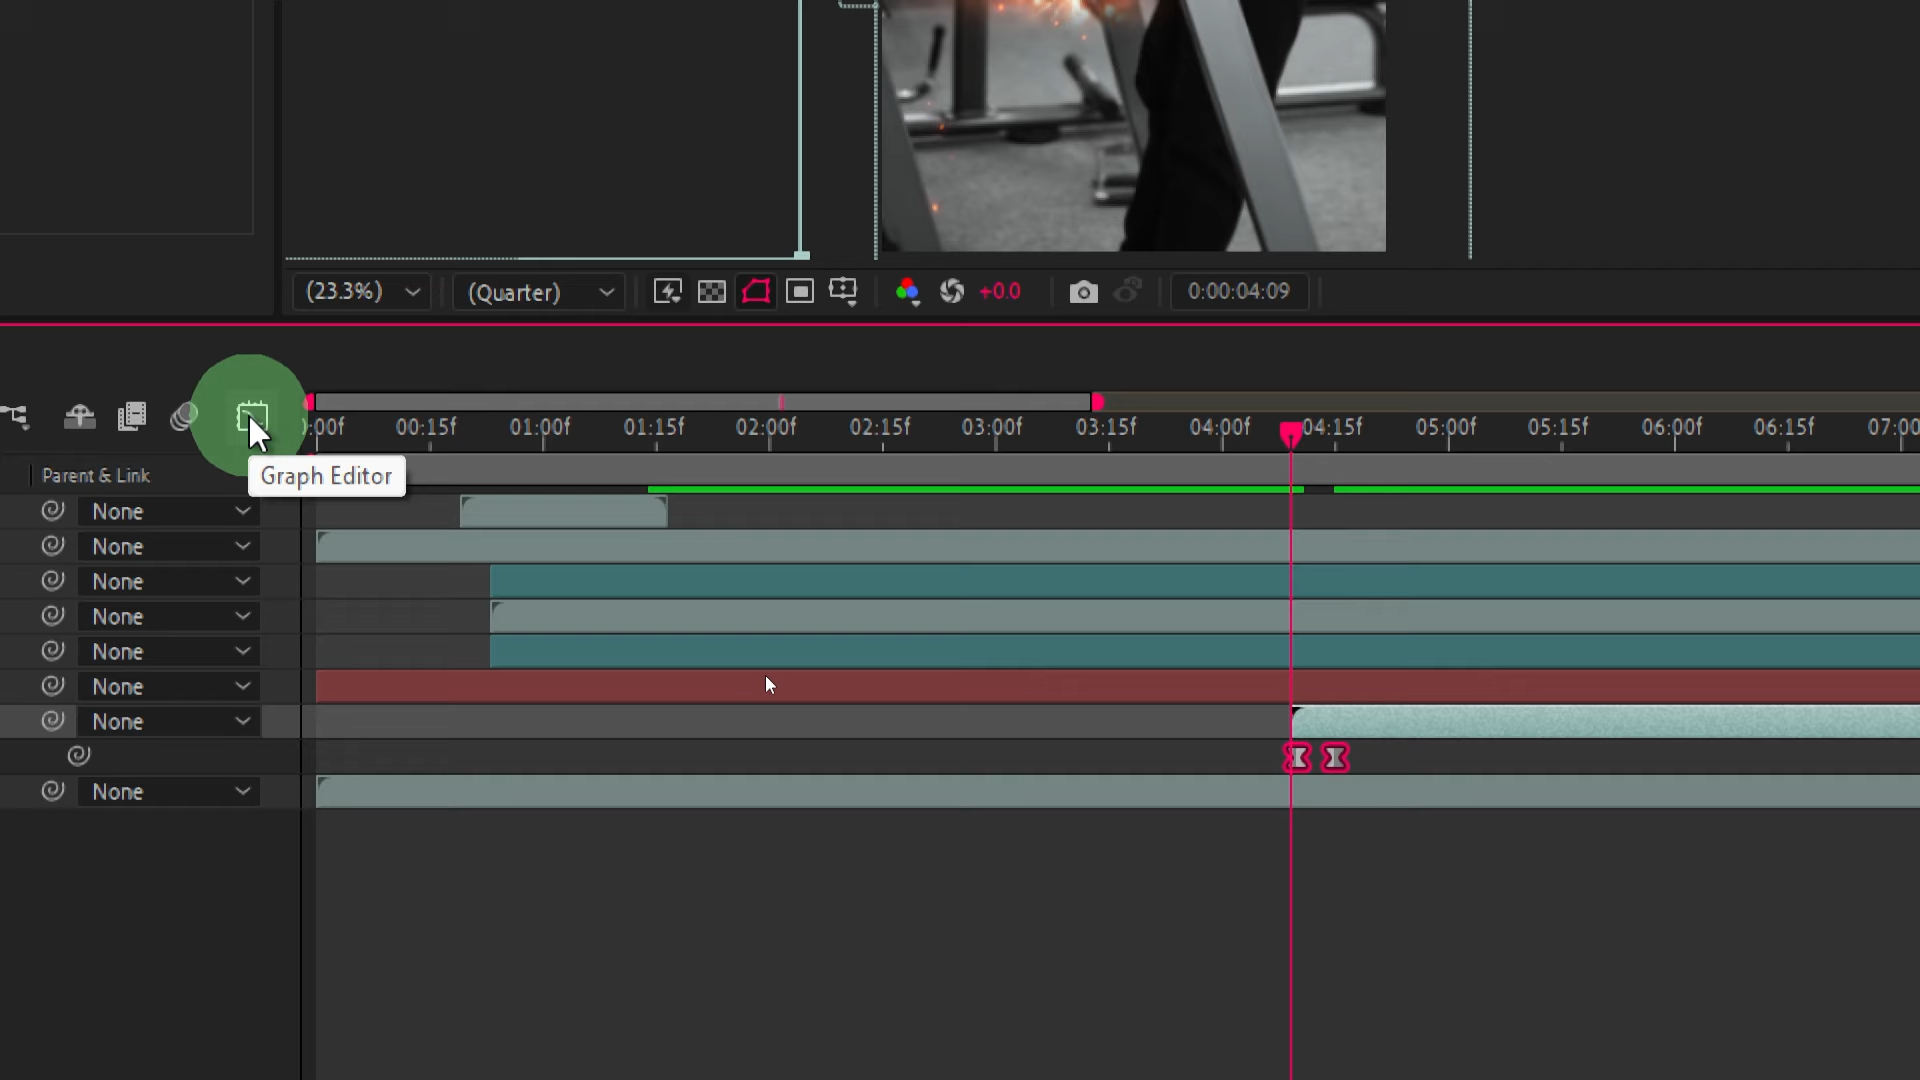 (23.3%)
(Quarter)
+0.0
0:00:04:09
:00f 00:15f 01:00f 01:15f 02:00f 02:15f 03:00f 03:15f 04:00f 04:15f 05:00f 05:15f 06:00f 06:15f 07:00
Parent & Link
Graph Editor
None
None
None
None
None
None
None
None